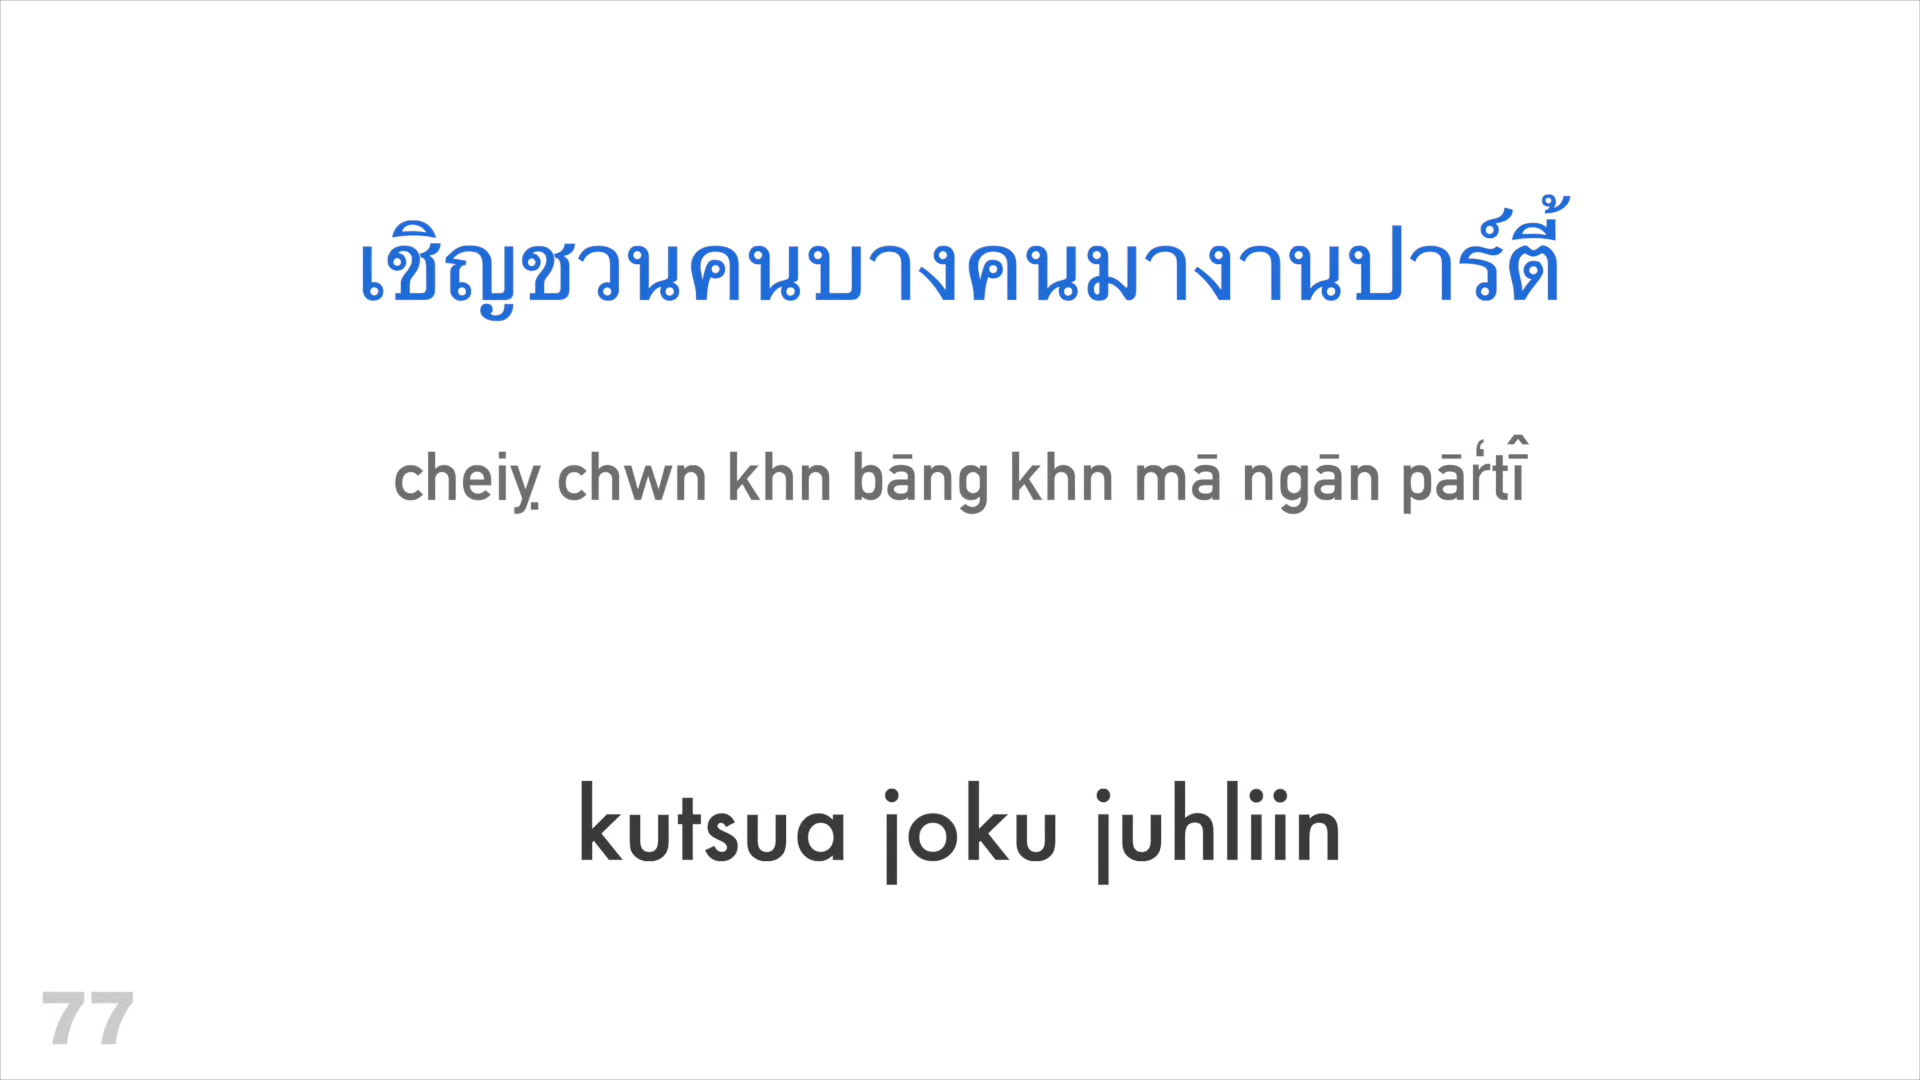 เชิญชวนคนบางคนมางานปาร์ตี้
cheiỵ chwn khn bāng khn mā ngān pār̒tī̂
kutsua joku juhliin
77